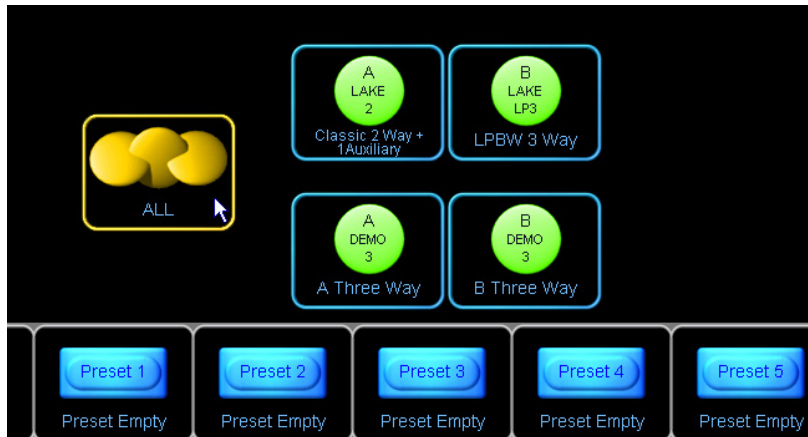 A
LAKE
2
Classic 2 Way +
1Auxiliary
B
LAKE
LP3
LPBW 3 Way
ALL
A
DEMO
3
A Three Way
B
DEMO
3
B Three Way
Preset 1
Preset Empty
Preset 2
Preset Empty
Preset 3
Preset Empty
Preset 4
Preset Empty
Preset 5
Preset Empty